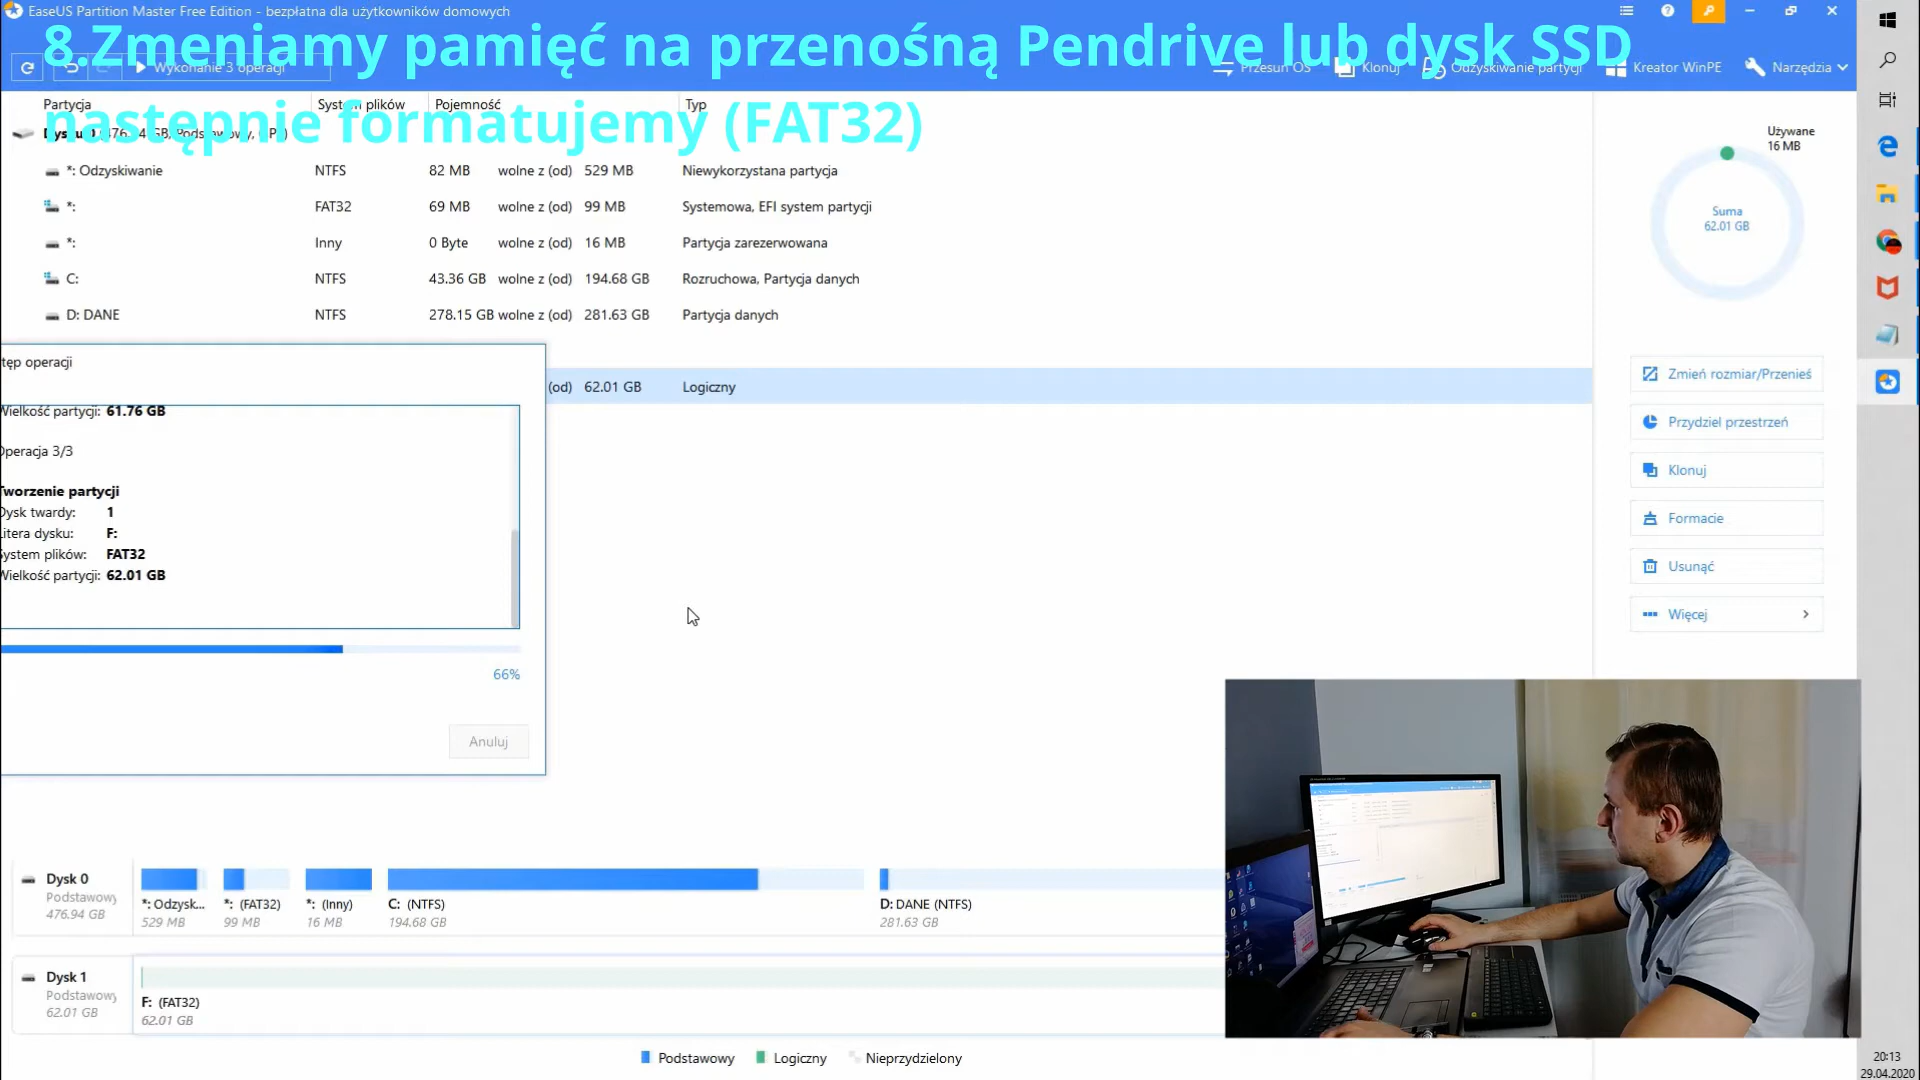 EaseUS Partition Master Free Edition - bezpłatna dla użytkowników domowych
8.Zmeniamy pamięć na przenośną Pendrive lub dysk SSD
następnie formatujemy (FAT32)
Wykonanie 3 operacji
Przesuń OS
Klonuj
Odzyskiwanie partycji
Kreator WinPE
Narzędzia
Partycja System plików Pojemność Typ
*: Odzyskiwanie NTFS 82 MB wolne z (od) 529 MB Niewykorzystana partycja
*: FAT32 69 MB wolne z (od) 99 MB Systemowa, EFI system partycji
*: Inny 0 Byte wolne z (od) 16 MB Partycja zarezerwowana
C: NTFS 43.36 GB wolne z (od) 194.68 GB Rozruchowa, Partycja danych
D: DANE NTFS 278.15 GB wolne z (od) 281.63 GB Partycja danych
(od) 62.01 GB Logiczny
tęp operacji
Wielkość partycji: 61.76 GB
Operacja 3/3
Tworzenie partycji
Dysk twardy: 1
Litera dysku: F:
System plików: FAT32
Wielkość partycji: 62.01 GB
66%
Anuluj
Używane
16 MB
Suma
62.01 GB
Zmień rozmiar/Przenieś
Przydziel przestrzeń
Klonuj
Formacie
Usunąć
Więcej
Dysk 0
Podstawowy
476.94 GB
*: Odzysk...
529 MB
*: (FAT32)
99 MB
*: (Inny)
16 MB
C: (NTFS)
194.68 GB
D: DANE (NTFS)
281.63 GB
Dysk 1
Podstawowy
62.01 GB
F: (FAT32)
62.01 GB
Podstawowy
Logiczny
Nieprzydzielony
20:13
29.04.2020